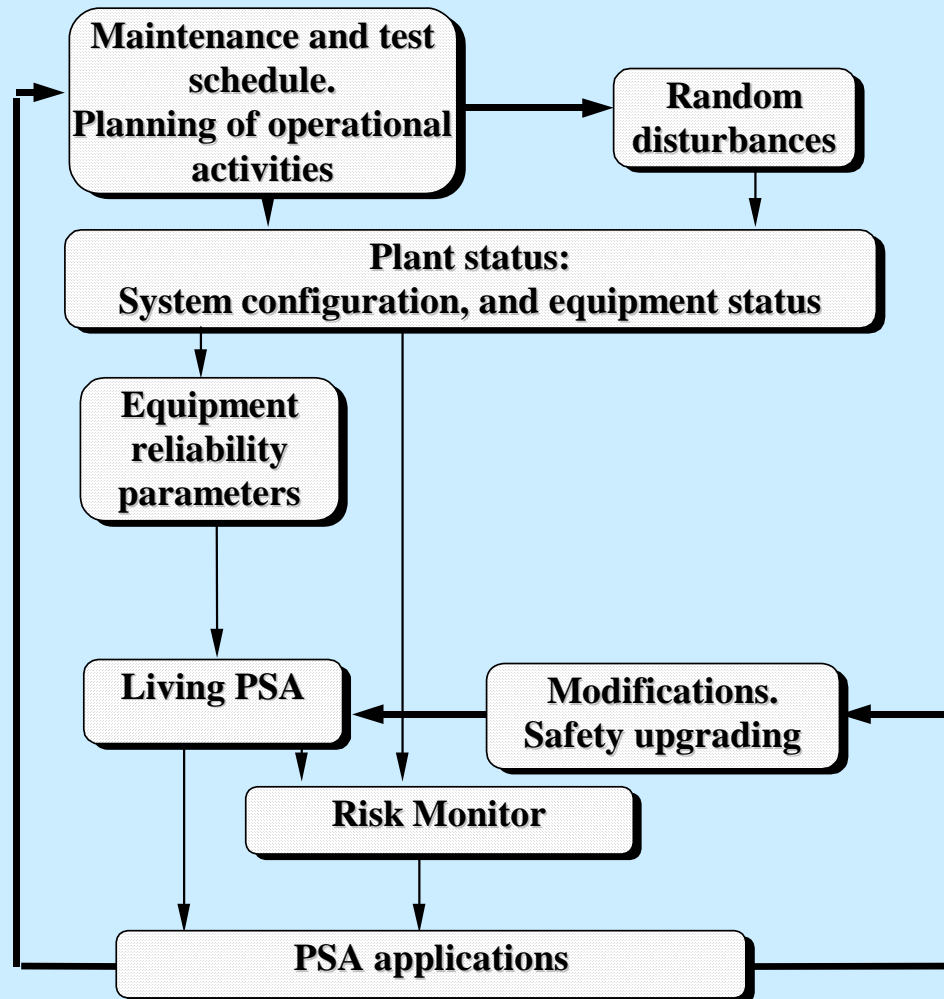 Maintenance and test
schedule.
Planning of operational
activities
Random
disturbances
Plant status:
System configuration, and equipment status
Equipment
reliability
parameters
Living PSA
Modifications.
Safety upgrading
Risk Monitor
PSA applications